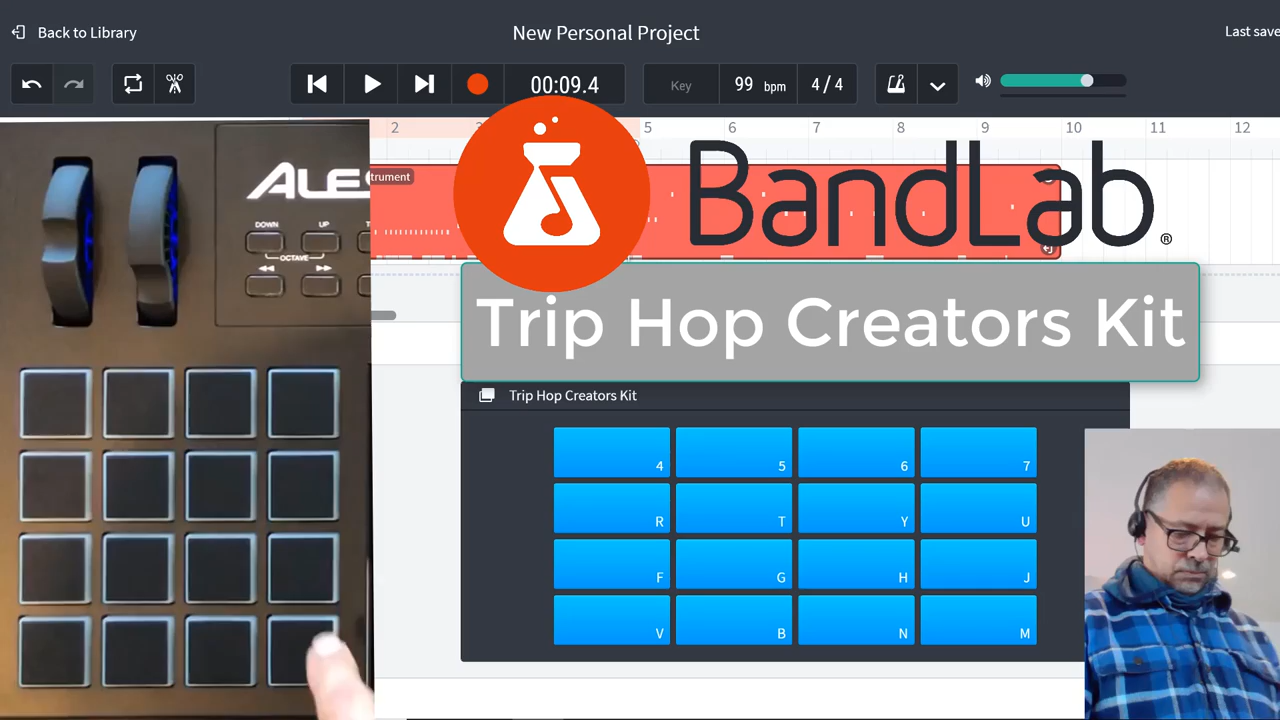 Back to Library
New Personal Project
Last save
00:09.4
Key
99 bpm
4 / 4
2
5
6
7
8
9
10
11
12
trument
ALES
DOWN
UP
OCTAVE
BandLab®
Trip Hop Creators Kit
Trip Hop Creators Kit
4
5
6
7
R
T
Y
U
F
G
H
J
V
B
N
M